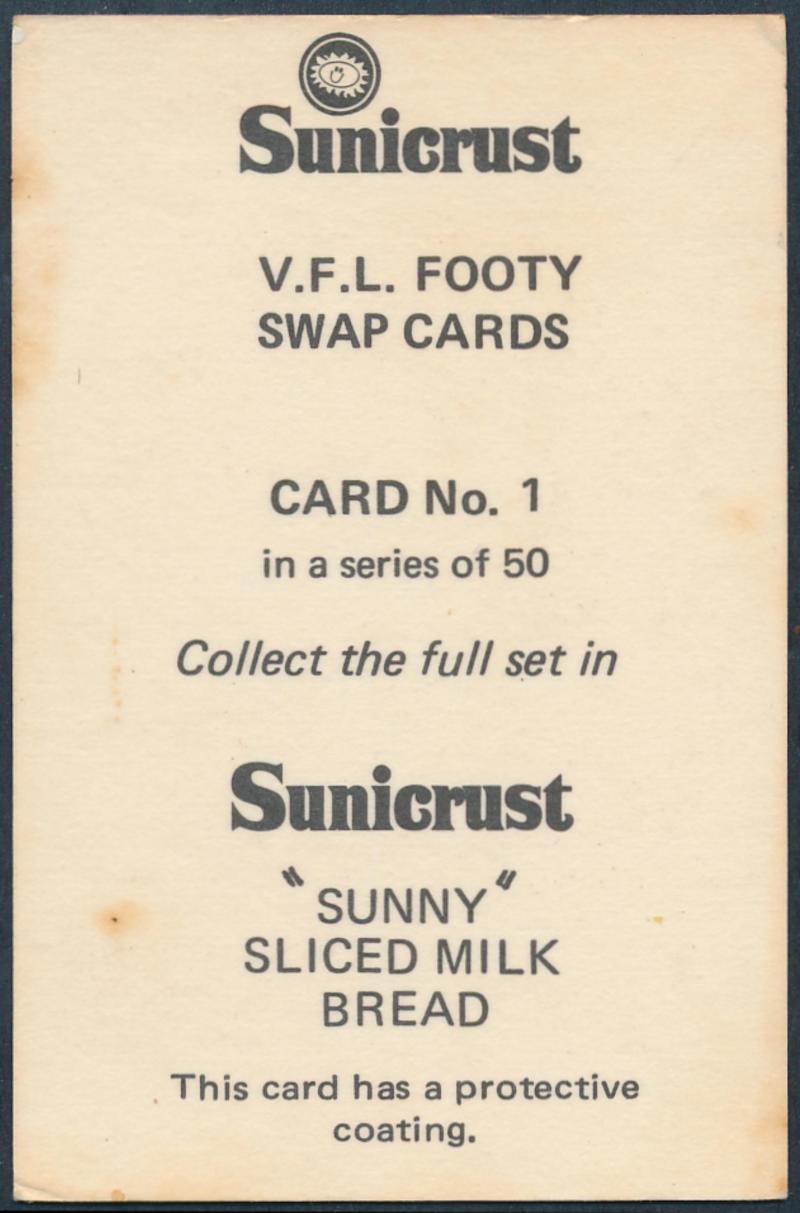 Sunicrust
V.F.L. FOOTY
SWAP CARDS
CARD No. 1
in a series of 50
Collect the full set in
Sunicrust
"SUNNY"
SLICED MILK
BREAD
This card has a protective
coating.